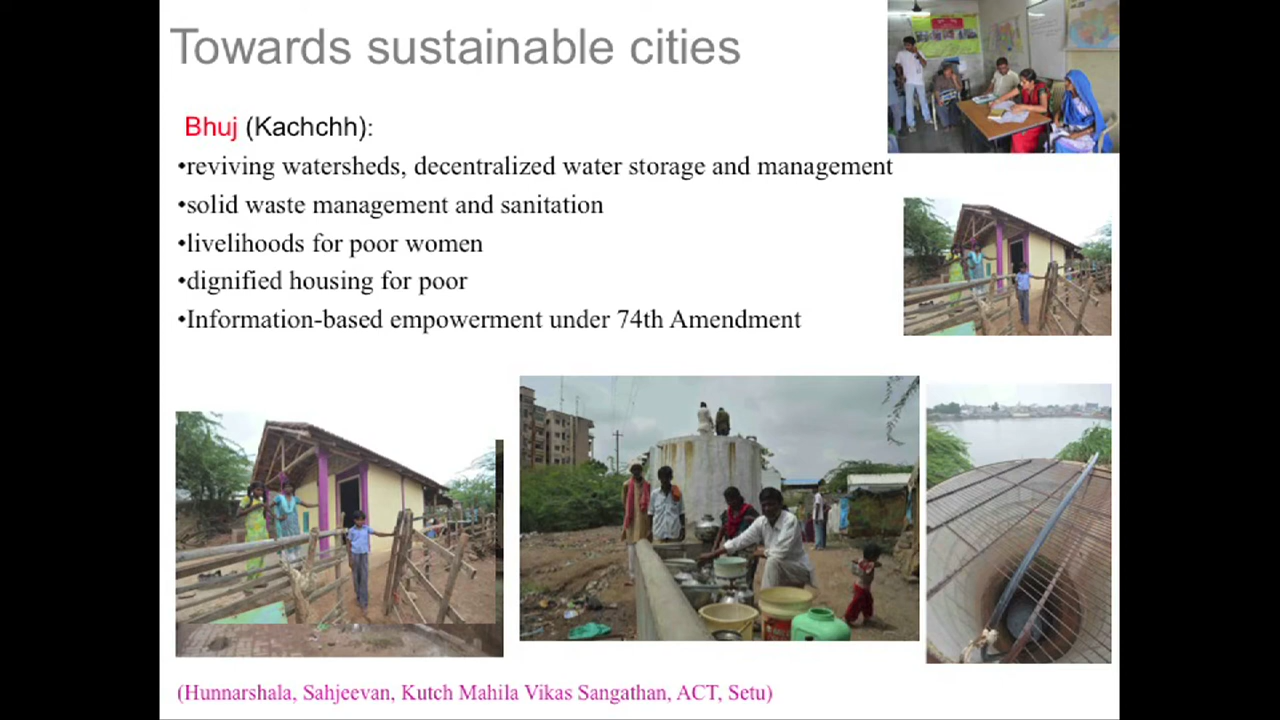 Towards sustainable cities
Bhuj (Kachchh):
•reviving watersheds, decentralized water storage and management
•solid waste management and sanitation
•livelihoods for poor women
•dignified housing for poor
•Information-based empowerment under 74th Amendment
(Hunnarshala, Sahjeevan, Kutch Mahila Vikas Sangathan, ACT, Setu)